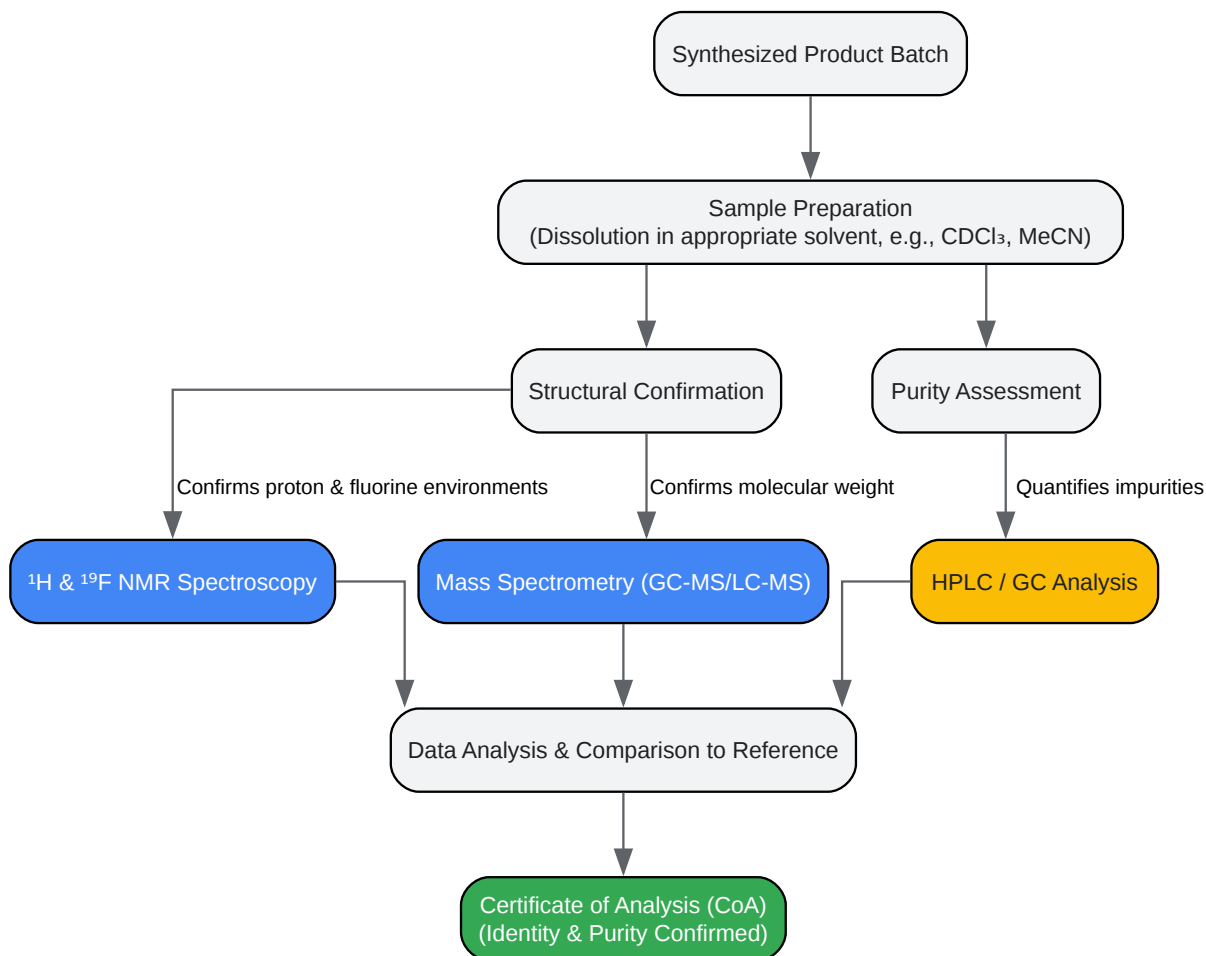 Synthesized Product Batch
Sample Preparation
(Dissolution in appropriate solvent, e.g., CDCl₃, MeCN)
Structural Confirmation
Purity Assessment
Confirms proton & fluorine environments
Confirms molecular weight
Quantifies impurities
¹H & ¹⁹F NMR Spectroscopy
Mass Spectrometry (GC-MS/LC-MS)
HPLC / GC Analysis
Data Analysis & Comparison to Reference
Certificate of Analysis (CoA)
(Identity & Purity Confirmed)